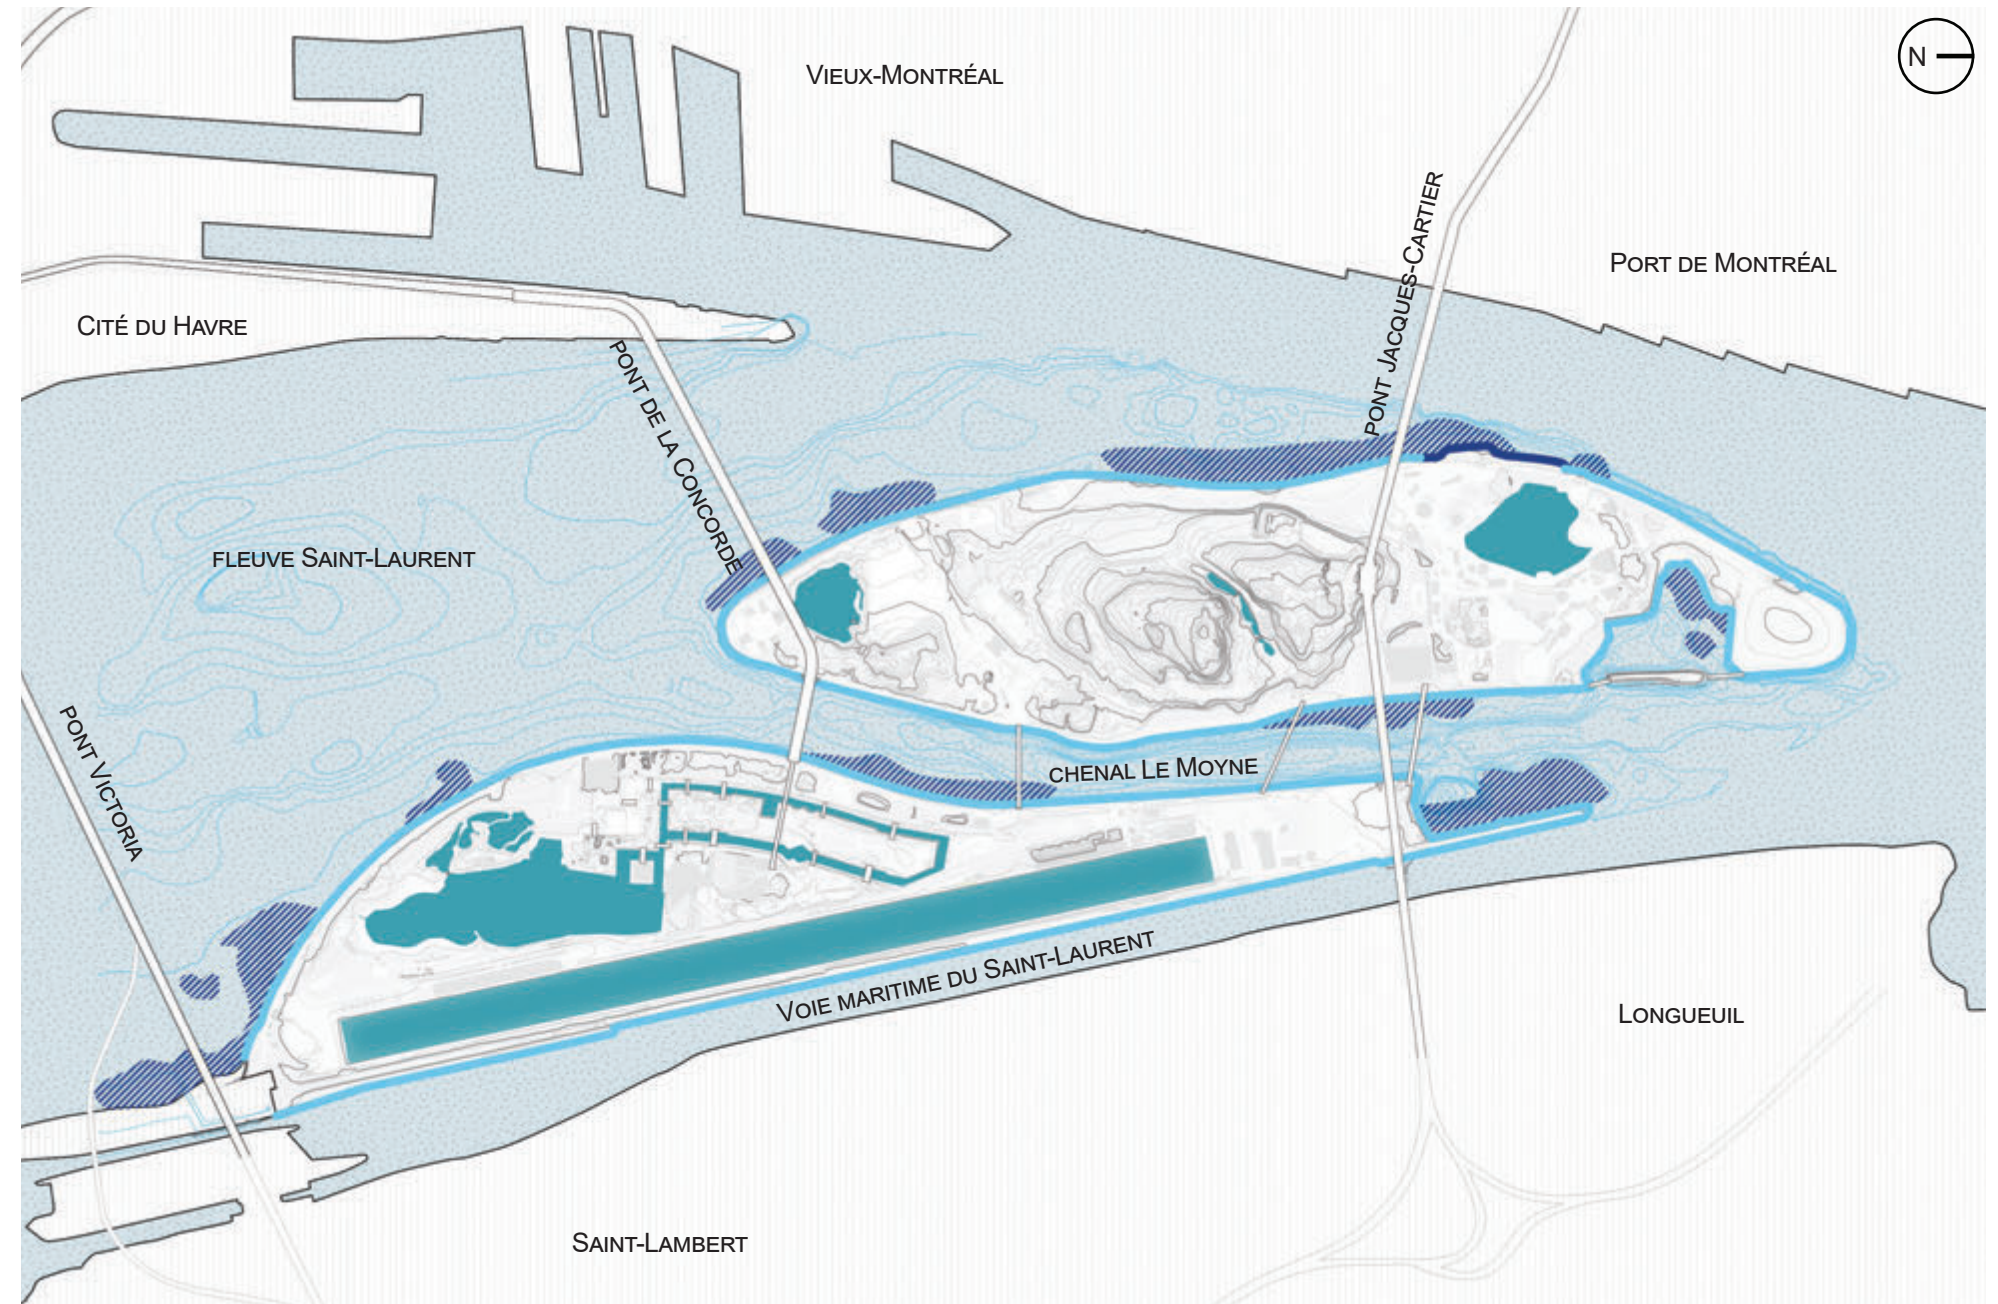 N
VIEUX-MONTRÉAL
PORT DE MONTRÉAL
PONT JACQUES-CARTIER
CITÉ DU HAVRE
PONT DE LA CONCORDE
FLEUVE SAINT-LAURENT
PONT VICTORIA
CHENAL LE MOYNE
VOIE MARITIME DU SAINT-LAURENT
LONGUEUIL
SAINT-LAMBERT